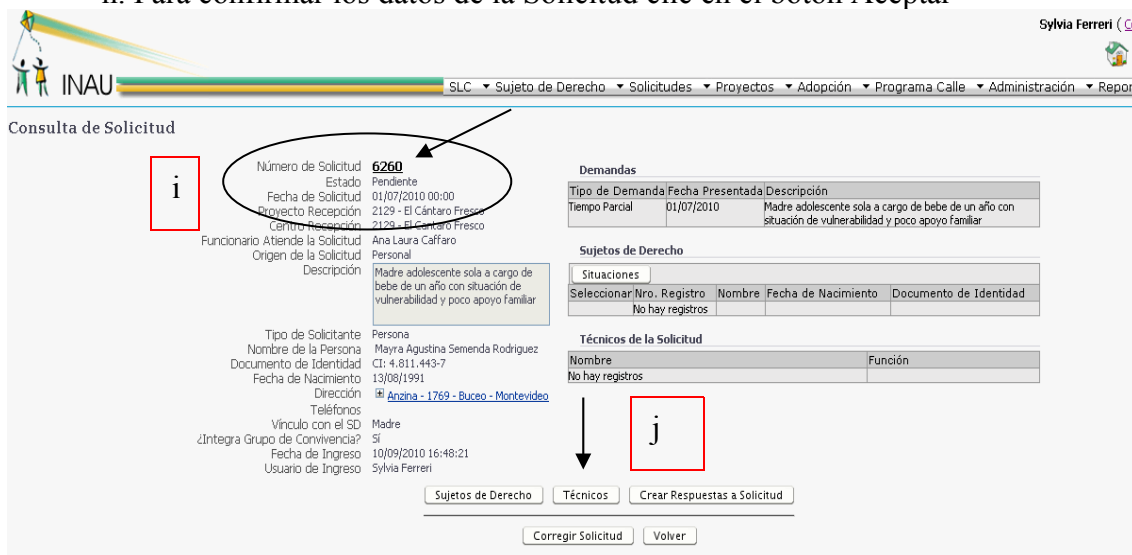 ii. Para confirmar los datos de la Solicitud clic en el botón Aceptar
Sylvia Ferreri (
INAU
SLC ▾ Sujeto de Derecho ▾ Solicitudes ▾ Proyectos ▾ Adopción ▾ Programa Calle ▾ Administración ▾ Repor
Consulta de Solicitud
i
Número de Solicitud 6260
Estado Pendiente
Fecha de Solicitud 01/07/2010 00:00
Proyecto Recepción 2129 - El Cántaro Fresco
Centro Recepción 2129 - El Cántaro Fresco
Funcionario Atiende la Solicitud Ana Laura Caffaro
Origen de la Solicitud Personal
Descripción Madre adolescente sola a cargo de
bebe de un año con situación de
vulnerabilidad y poco apoyo familiar
Tipo de Solicitante Persona
Nombre de la Persona Mayra Agustina Semenda Rodriguez
Documento de Identidad CI: 4.811.443-7
Fecha de Nacimiento 13/08/1991
Dirección Anzina - 1769 - Buceo - Montevideo
Teléfonos
Vínculo con el SD Madre
¿Integra Grupo de Convivencia? Sí
Fecha de Ingreso 10/09/2010 16:48:21
Usuario de Ingreso Sylvia Ferreri
Demandas
Tipo de Demanda Fecha Presentada Descripción
Tiempo Parcial 01/07/2010 Madre adolescente sola a cargo de bebe de un año con
situación de vulnerabilidad y poco apoyo familiar
Sujetos de Derecho
Situaciones
Seleccionar Nro. Registro Nombre Fecha de Nacimiento Documento de Identidad
No hay registros
Técnicos de la Solicitud
Nombre Función
No hay registros
j
Sujetos de Derecho Técnicos Crear Respuestas a Solicitud
Corregir Solicitud Volver